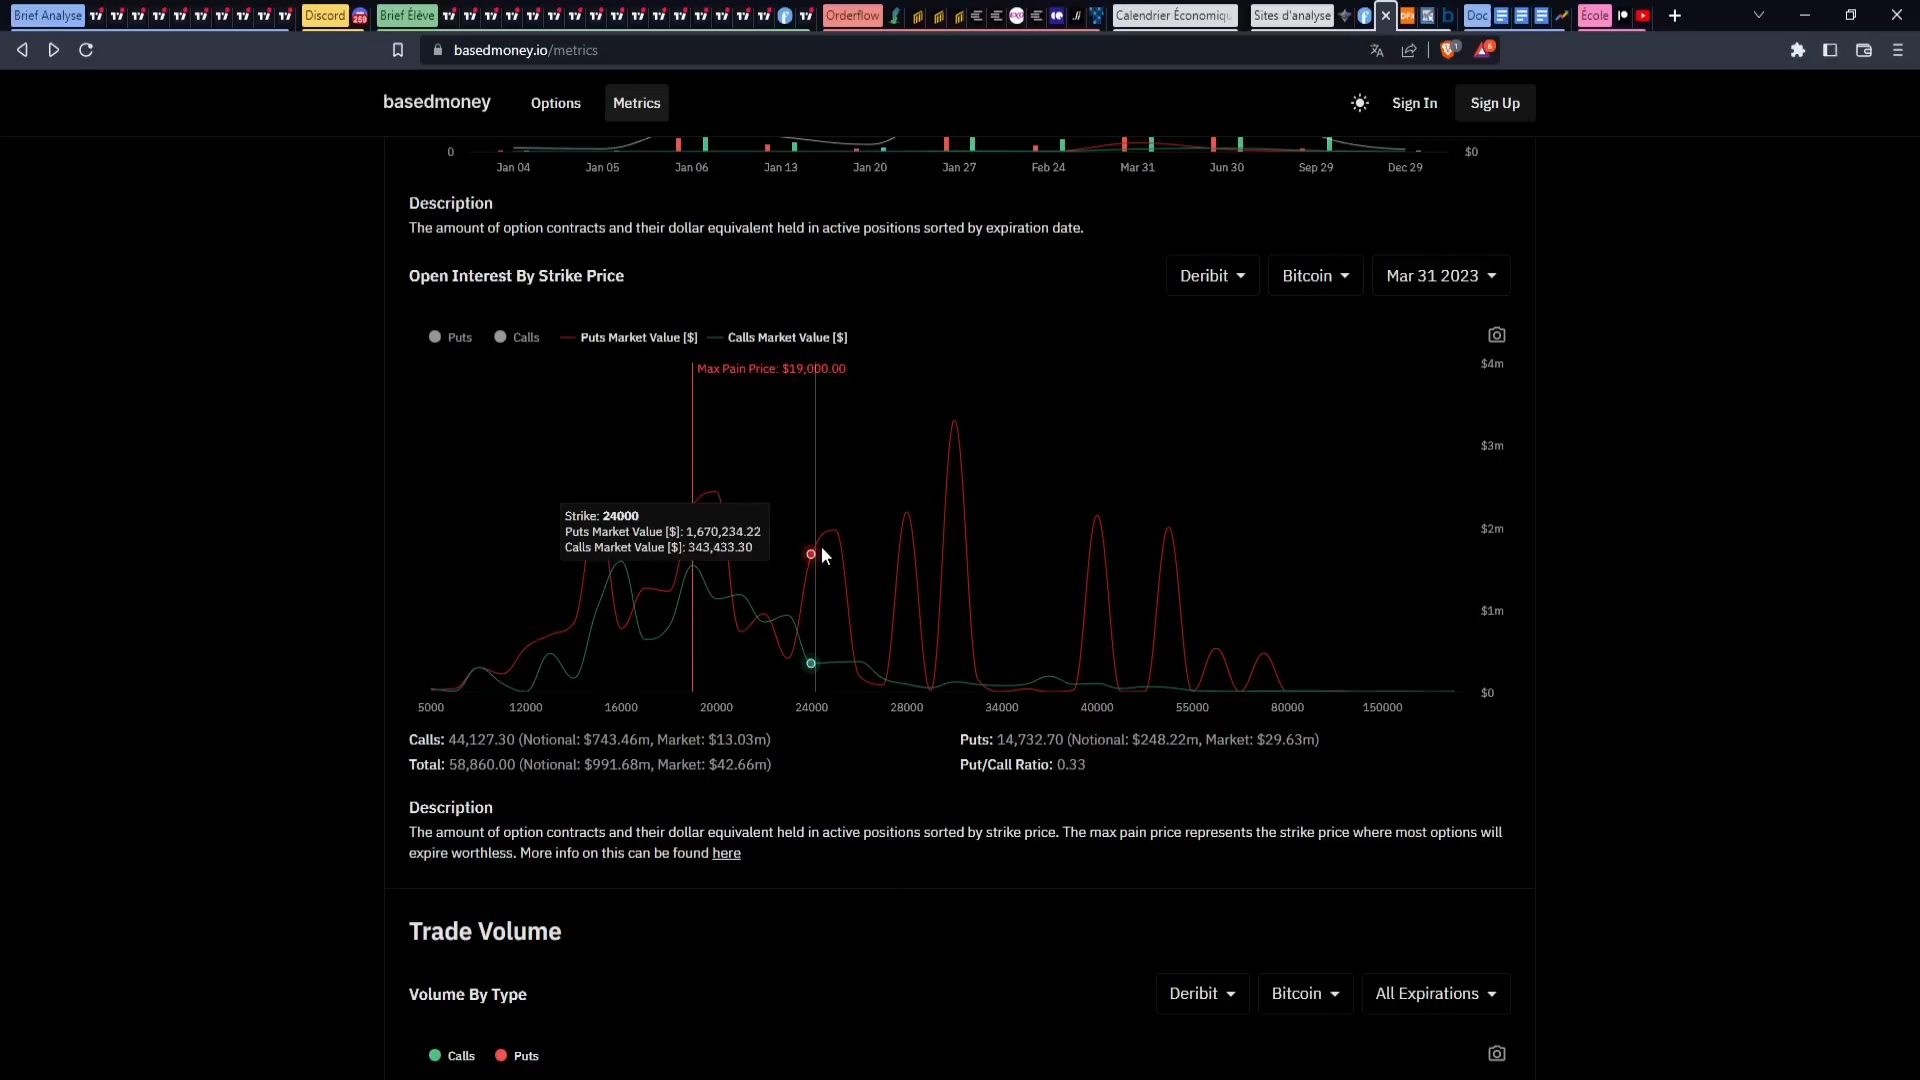 Brief Analyse
Discord
259
Brief Élève
Orderflow
Calendrier Économiqu
Sites d'analyse
Doc
École
basedmoney.io/metrics
1
6
basedmoney
Options
Metrics
Sign In
Sign Up
0
$0
Jan 04
Jan 05
Jan 06
Jan 13
Jan 20
Jan 27
Feb 24
Mar 31
Jun 30
Sep 29
Dec 29
Description
The amount of option contracts and their dollar equivalent held in active positions sorted by expiration date.
Open Interest By Strike Price
Deribit
Bitcoin
Mar 31 2023
Puts
Calls
Puts Market Value [$]
Calls Market Value [$]
Max Pain Price: $19,000.00
$4m
$3m
$2m
$1m
$0
Strike: 24000
Puts Market Value [$]: 1,670,234.22
Calls Market Value [$]: 343,433.30
5000
12000
16000
20000
24000
28000
34000
40000
55000
80000
150000
Calls: 44,127.30 (Notional: $743.46m, Market: $13.03m)
Puts: 14,732.70 (Notional: $248.22m, Market: $29.63m)
Total: 58,860.00 (Notional: $991.68m, Market: $42.66m)
Put/Call Ratio: 0.33
Description
The amount of option contracts and their dollar equivalent held in active positions sorted by strike price. The max pain price represents the strike price where most options will
expire worthless. More info on this can be found here
Trade Volume
Volume By Type
Deribit
Bitcoin
All Expirations
Calls
Puts